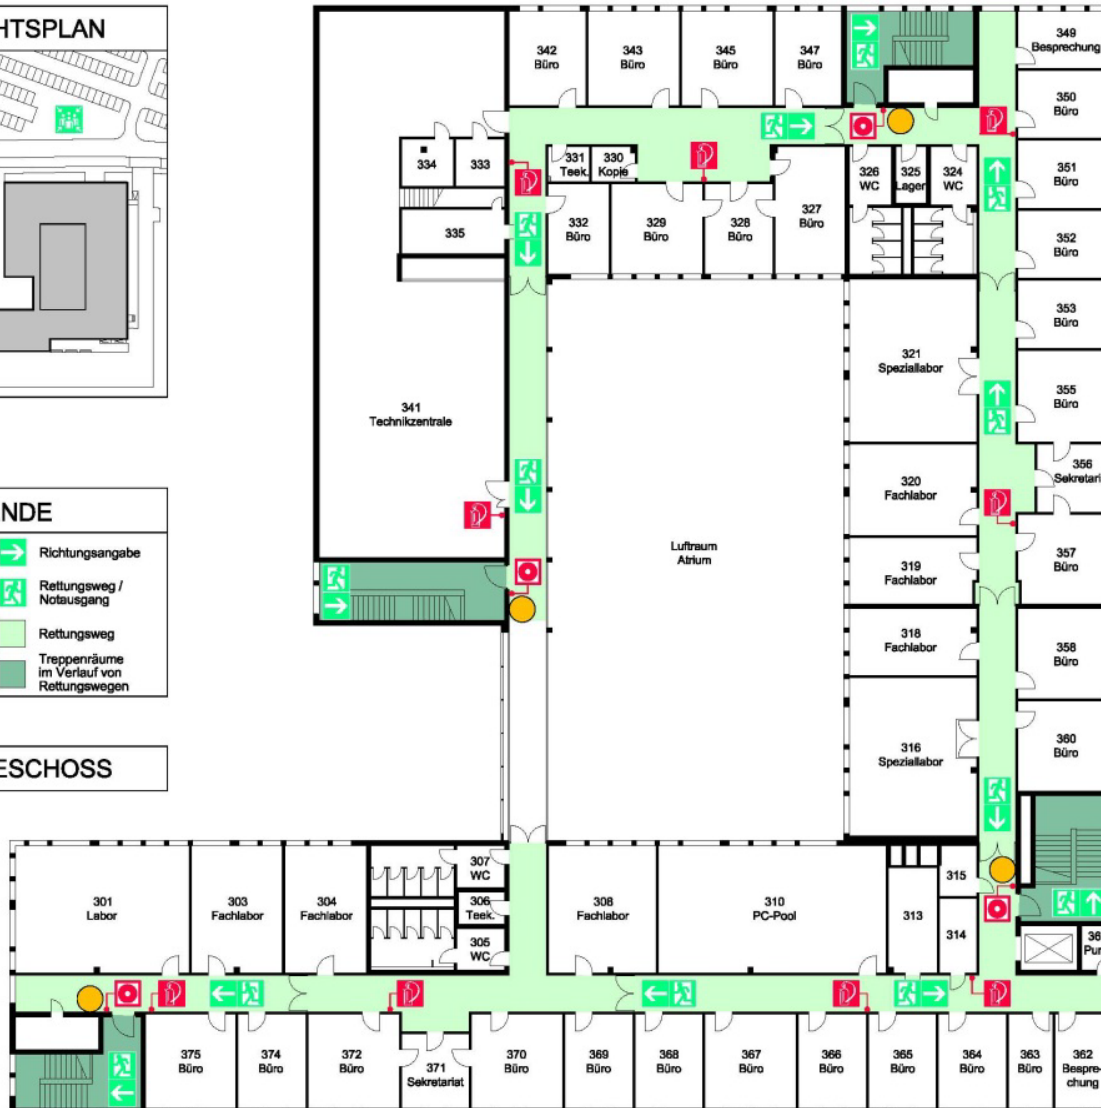 HTSPLAN
NDE
Richtungsangabe
Rettungsweg /
Notausgang
Rettungsweg
Treppenräume
im Verlauf von
Rettungswegen
ESCHOSS
342
Büro
343
Büro
345
Büro
347
Büro
349
Besprechung
350
Büro
351
Büro
352
Büro
353
Büro
355
Büro
356
Sekretari
357
Büro
358
Büro
360
Büro
334
333
335
331
Teek.
330
Kopie
332
Büro
329
Büro
328
Büro
327
Büro
326
WC
325
Lager
324
WC
341
Technikzentrale
Luftraum
Atrium
321
Speziallabor
320
Fachlabor
319
Fachlabor
318
Fachlabor
316
Speziallabor
301
Labor
303
Fachlabor
304
Fachlabor
307
WC
306
Teek.
305
WC
308
Fachlabor
310
PC-Pool
313
315
314
36
Pu
375
Büro
374
Büro
372
Büro
371
Sekretariat
370
Büro
369
Büro
368
Büro
367
Büro
366
Büro
365
Büro
364
Büro
363
Büro
362
Bespre-
chung